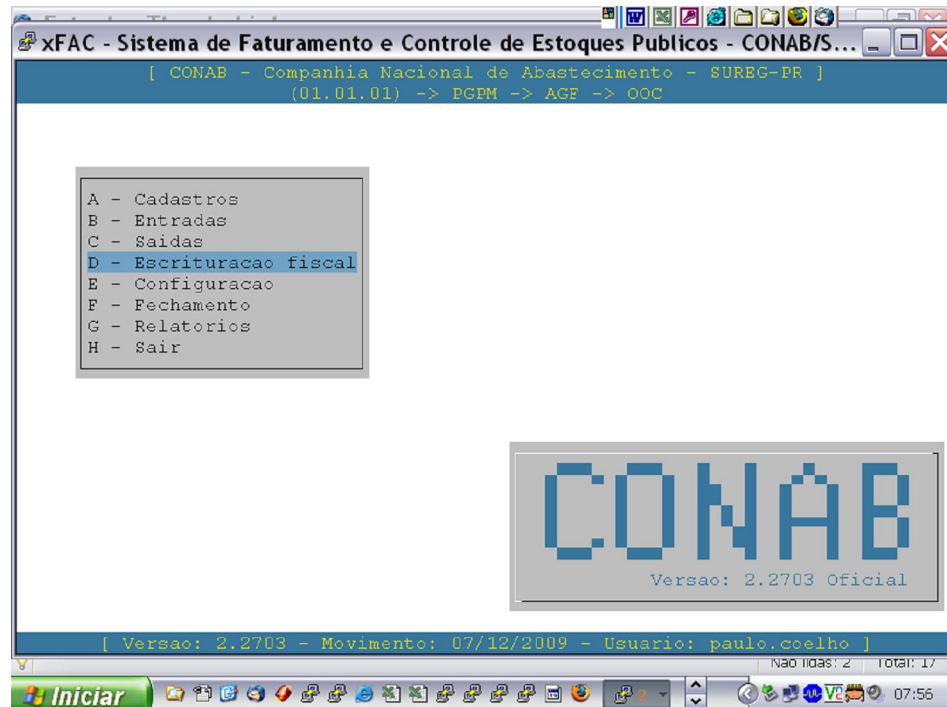 xFAC - Sistema de Faturamento e Controle de Estoques Publicos - CONAB/S...
[ CONAB - Companhia Nacional de Abastecimento - SUREG-PR ]
(01.01.01) -> PGPM -> AGF -> OOC
A - Cadastros
B - Entradas
C - Saidas
D - Escrituracao fiscal
E - Configuracao
F - Fechamento
G - Relatorios
H - Sair
CONAB
Versao: 2.2703 Oficial
[ Versao: 2.2703 - Movimento: 07/12/2009 - Usuario: paulo.coelho ]
Não lidas: 2 Total: 17
Iniciar 2 07:56